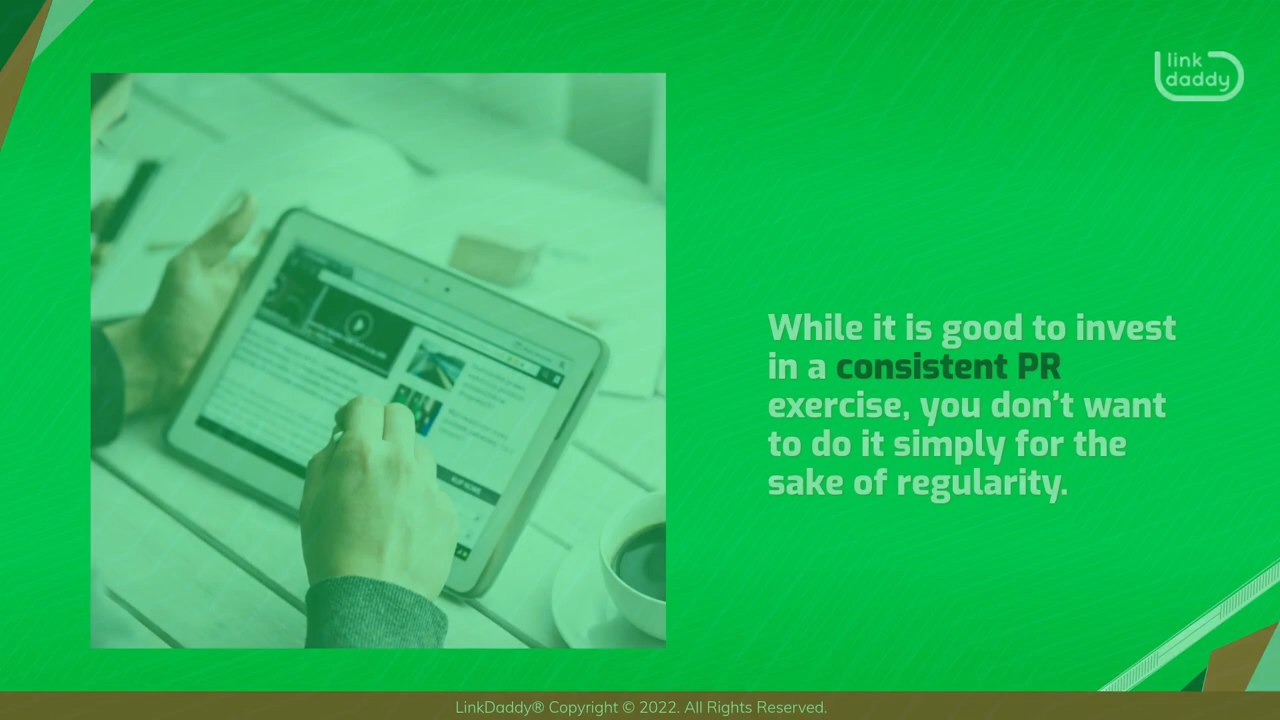 link
daddy
While it is good to invest
in a consistent PR
exercise, you don't want
to do it simply for the
sake of regularity.
LinkDaddy® Copyright © 2022. All Rights Reserved.